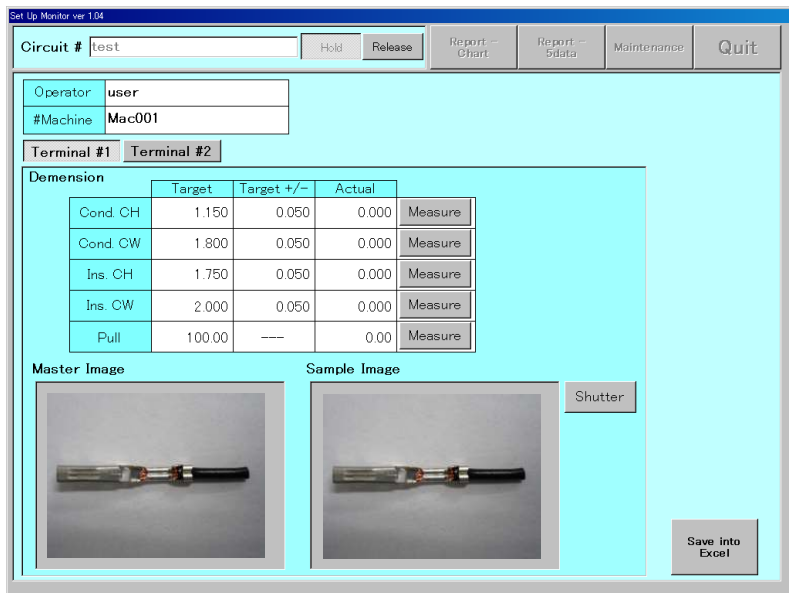 Set Up Monitor ver 1.04
Circuit # test Hold Release Report - Chart Report - 5data Maintenance Quit
Operator user
#Machine Mac001
Terminal #1 Terminal #2
Demension
Target Target +/- Actual
Cond. CH 1.150 0.050 0.000 Measure
Cond. CW 1.800 0.050 0.000 Measure
Ins. CH 1.750 0.050 0.000 Measure
Ins. CW 2.000 0.050 0.000 Measure
Pull 100.00 --- 0.00 Measure
Master Image Sample Image
Shutter
Save into
Excel